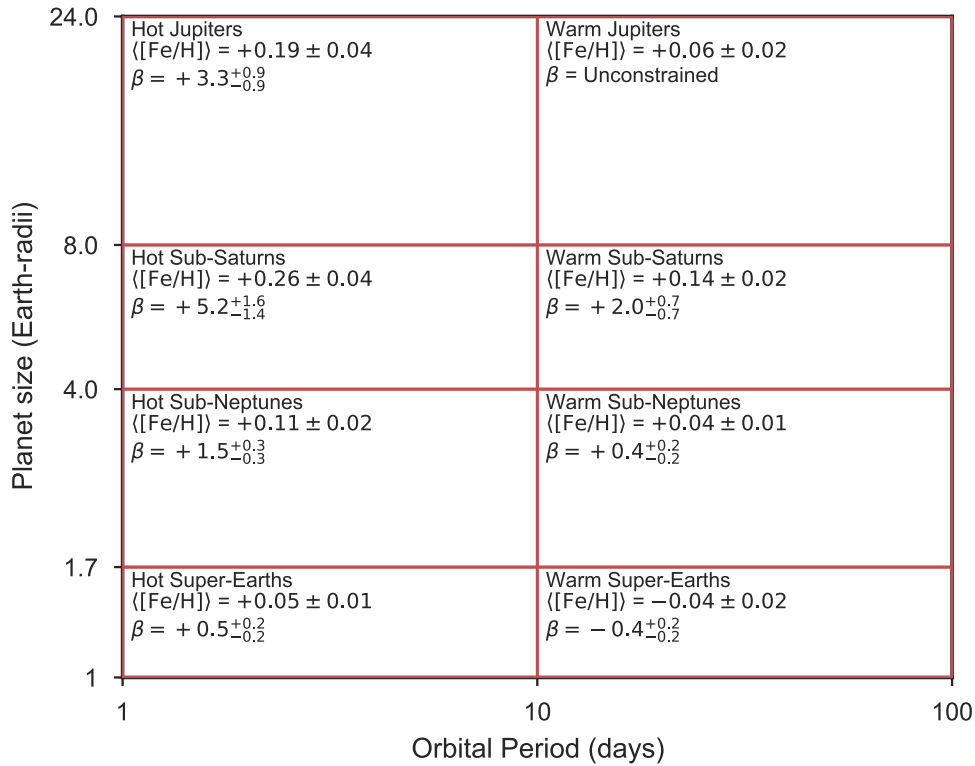 24.0
Hot Jupiters
⟨[Fe/H]⟩ = +0.19 ± 0.04
β = + 3.3 +0.9 −0.9
Warm Jupiters
⟨[Fe/H]⟩ = +0.06 ± 0.02
β = Unconstrained
8.0
Hot Sub-Saturns
⟨[Fe/H]⟩ = +0.26 ± 0.04
β = + 5.2 +1.6 −1.4
Warm Sub-Saturns
⟨[Fe/H]⟩ = +0.14 ± 0.02
β = + 2.0 +0.7 −0.7
4.0
Hot Sub-Neptunes
⟨[Fe/H]⟩ = +0.11 ± 0.02
β = + 1.5 +0.3 −0.3
Warm Sub-Neptunes
⟨[Fe/H]⟩ = +0.04 ± 0.01
β = + 0.4 +0.2 −0.2
1.7
Hot Super-Earths
⟨[Fe/H]⟩ = +0.05 ± 0.01
β = + 0.5 +0.2 −0.2
Warm Super-Earths
⟨[Fe/H]⟩ = −0.04 ± 0.02
β = − 0.4 +0.2 −0.2
1
Planet size (Earth-radii)
1 10 100
Orbital Period (days)